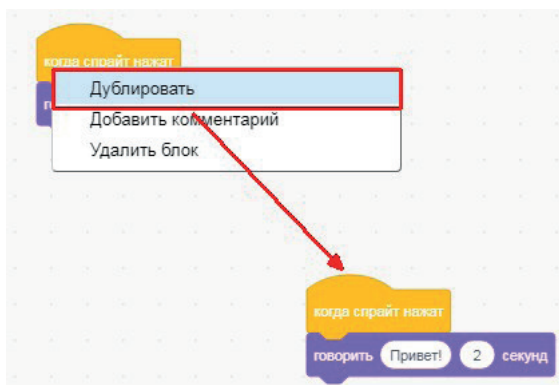 когда спрайт нажат
Дублировать
Добавить комментарий
Удалить блок
когда спрайт нажат
говорить Привет! 2 секунд